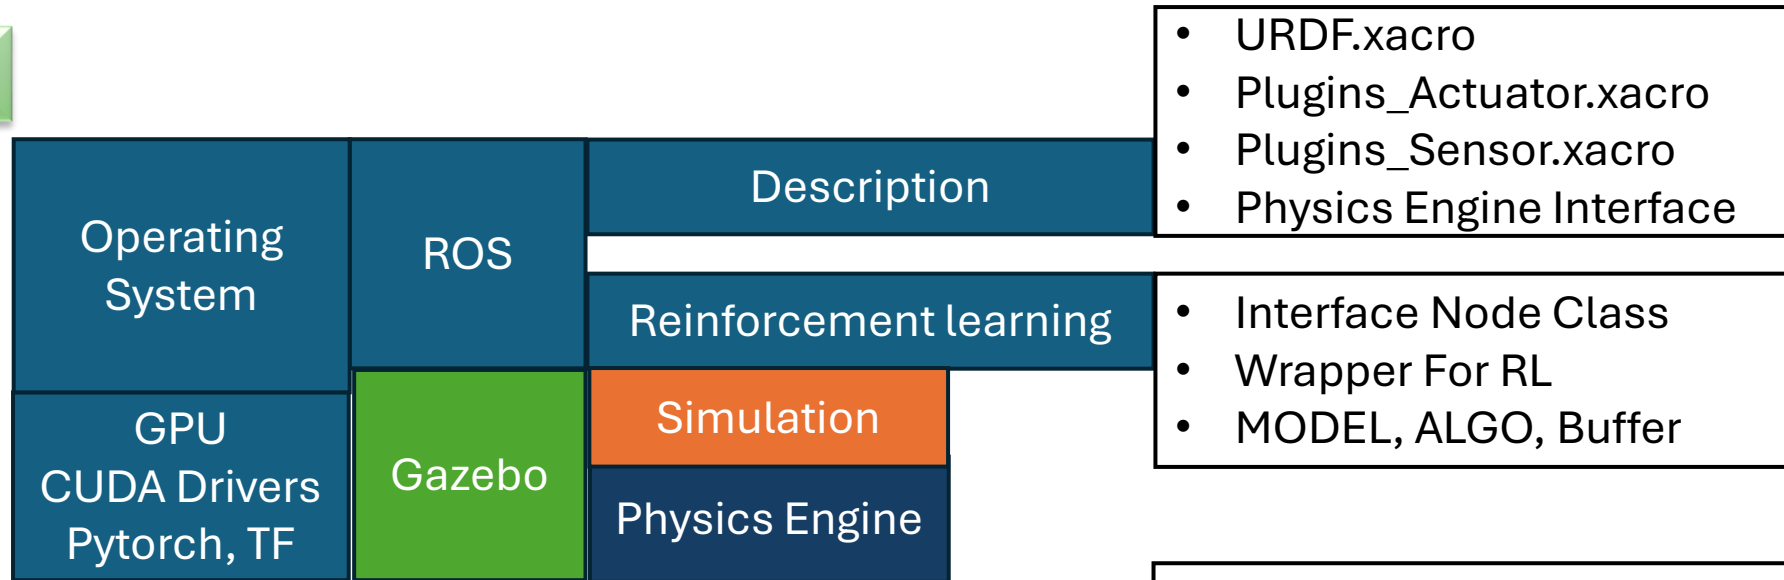 Operating
System
GPU
CUDA Drivers
Pytorch, TF
ROS
Gazebo
Description
Reinforcement learning
Simulation
Physics Engine
• URDF.xacro
• Plugins_Actuator.xacro
• Plugins_Sensor.xacro
• Physics Engine Interface
• Interface Node Class
• Wrapper For RL
• MODEL, ALGO, Buffer